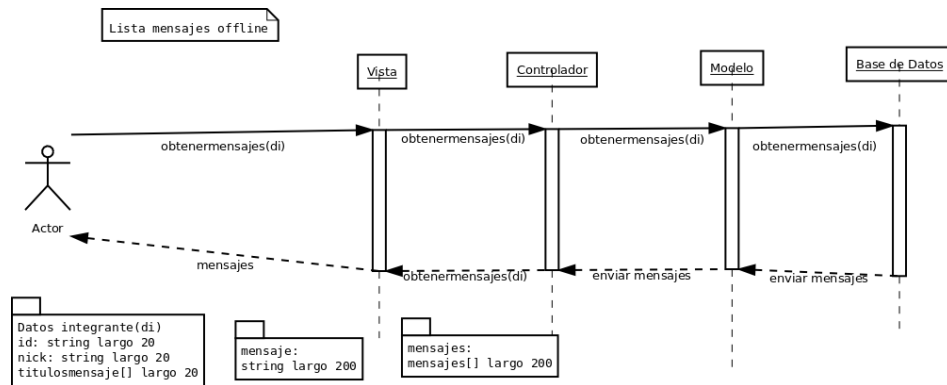 Lista mensajes offline
Vista
Controlador
Modelo
Base de Datos
obtenermensajes(di)
obtenermensajes(di)
obtenermensajes(di)
obtenermensajes(di)
Actor
mensajes
obtenermensajes(di)
enviar mensajes
enviar mensajes
Datos integrante(di)
id: string largo 20
nick: string largo 20
titulosmensaje[] largo 20
mensaje:
string largo 200
mensajes:
mensajes[] largo 200